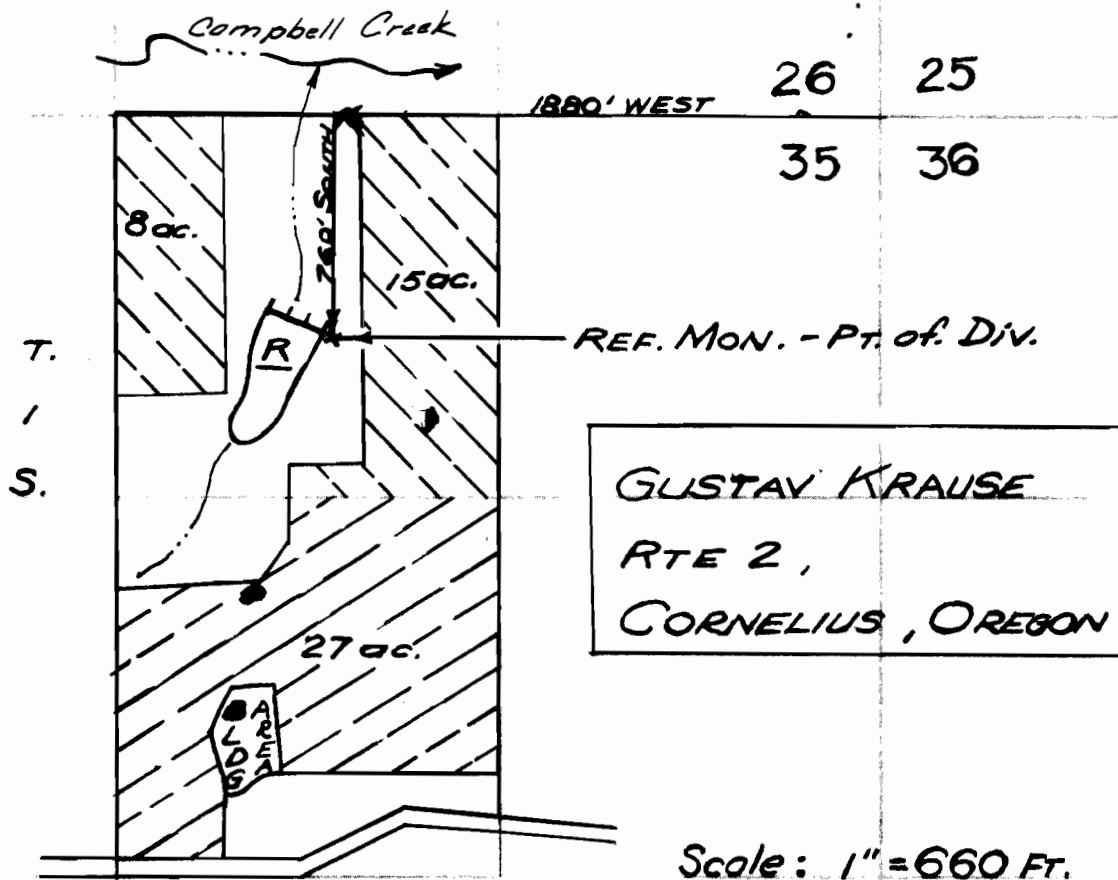 Campbell Creek
26 25
1880' WEST
35 36
760' SOUTH
8 ac.
15 ac.
T.
1
S.
R
REF. MON. - PT. of. DIV.
GUSTAV KRAUSE
RTE 2,
CORNELIUS, OREGON
27 ac.
LDG AREA
Scale: 1" = 660 FT.